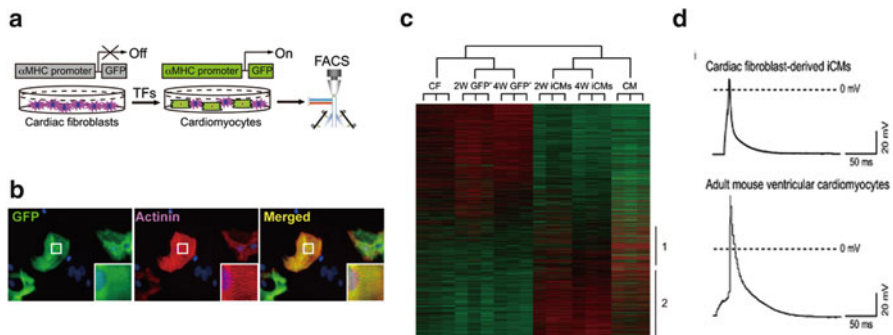 a
Off
αMHC promoter
GFP
On
αMHC promoter
GFP
FACS
TFs
Cardiac fibroblasts
Cardiomyocytes
b
GFP
Actinin
Merged
c
CF
2W GFP⁻
4W GFP⁻
2W iCMs
4W iCMs
CM
1
2
d
i
Cardiac fibroblast-derived iCMs
0 mV
20 mV
50 ms
Adult mouse ventricular cardiomyocytes
0 mV
20 mV
50 ms